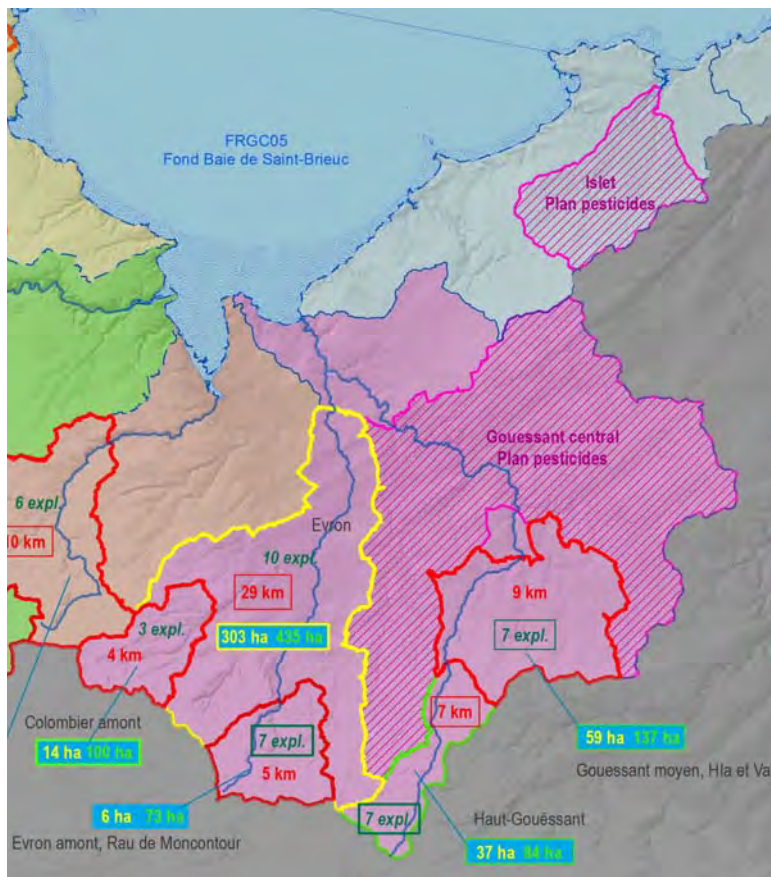 FRGC05
Fond Baie de Saint-Brieuc
Islet
Plan pesticides
Gouessant central
Plan pesticides
6 expl.
10 km
Evron
10 expl.
29 km
303 ha 435 ha
3 expl.
4 km
9 km
7 expl.
Colombier amont
14 ha 100 ha
7 km
59 ha 137 ha
Gouessant moyen, Hla et Va
7 expl.
5 km
6 ha 73 ha
Evron amont, Rau de Moncontour
7 expl.
Haut-Gouëssant
37 ha 84 ha